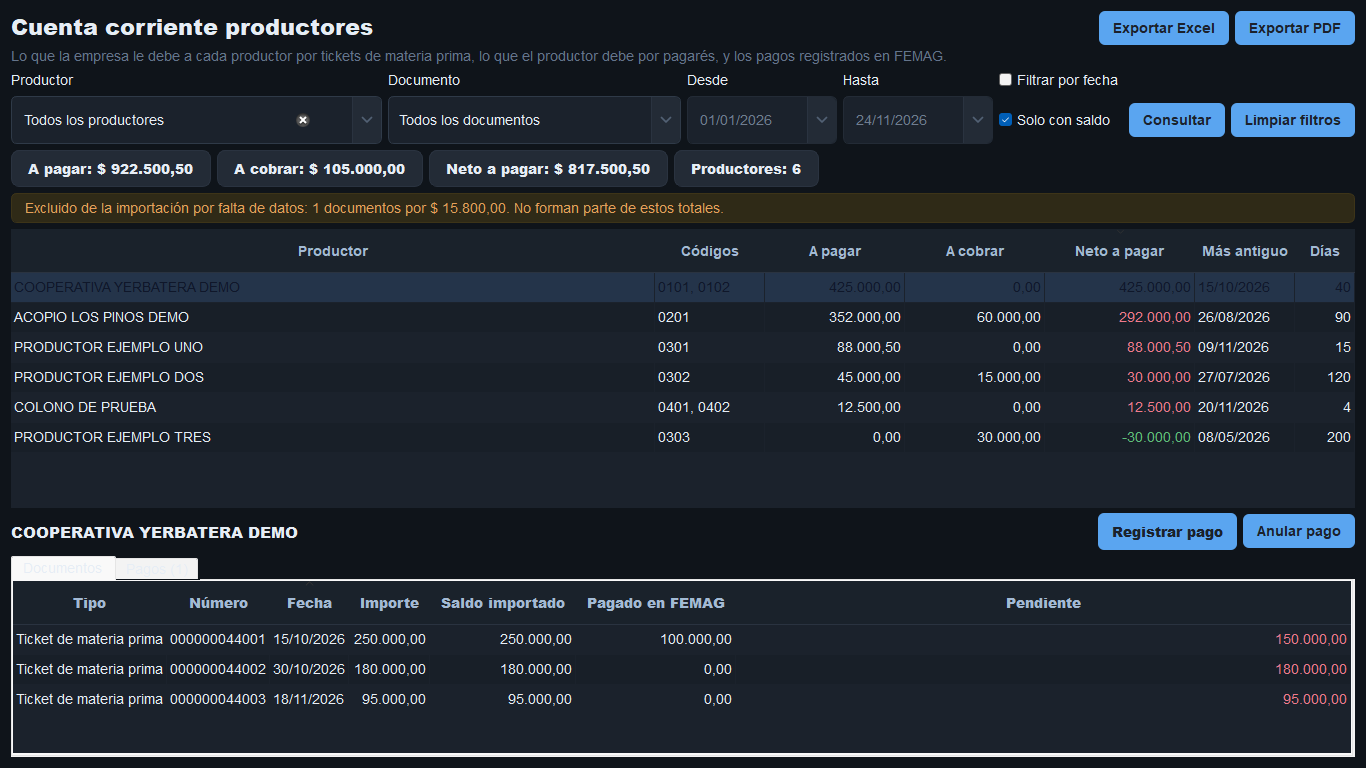 Cuenta corriente productores
Exportar Excel Exportar PDF
Lo que la empresa le debe a cada productor por tickets de materia prima, lo que el productor debe por pagarés, y los pagos registrados en FEMAG.
Productor Documento Desde Hasta Filtrar por fecha
Todos los productores Todos los documentos 01/01/2026 24/11/2026 Solo con saldo Consultar Limpiar filtros
A pagar: $ 922.500,50 A cobrar: $ 105.000,00 Neto a pagar: $ 817.500,50 Productores: 6
Excluido de la importación por falta de datos: 1 documentos por $ 15.800,00. No forman parte de estos totales.
Productor Códigos A pagar A cobrar Neto a pagar Más antiguo Días
COOPERATIVA YERBATERA DEMO 0101, 0102 425.000,00 0,00 425.000,00 15/10/2026 40
ACOPIO LOS PINOS DEMO 0201 352.000,00 60.000,00 292.000,00 26/08/2026 90
PRODUCTOR EJEMPLO UNO 0301 88.000,50 0,00 88.000,50 09/11/2026 15
PRODUCTOR EJEMPLO DOS 0302 45.000,00 15.000,00 30.000,00 27/07/2026 120
COLONO DE PRUEBA 0401, 0402 12.500,00 0,00 12.500,00 20/11/2026 4
PRODUCTOR EJEMPLO TRES 0303 0,00 30.000,00 -30.000,00 08/05/2026 200
COOPERATIVA YERBATERA DEMO Registrar pago Anular pago
Documentos
Tipo Número Fecha Importe Saldo importado Pagado en FEMAG Pendiente
Ticket de materia prima 000000044001 15/10/2026 250.000,00 250.000,00 100.000,00 150.000,00
Ticket de materia prima 000000044002 30/10/2026 180.000,00 180.000,00 0,00 180.000,00
Ticket de materia prima 000000044003 18/11/2026 95.000,00 95.000,00 0,00 95.000,00